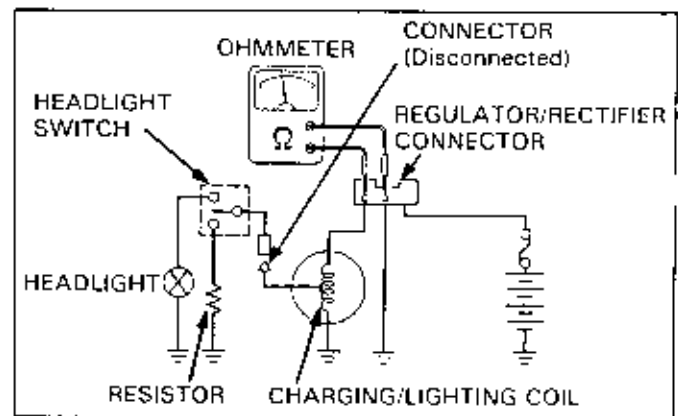 CONNECTOR
(Disconnected)
OHMMETER
HEADLIGHT
SWITCH
REGULATOR/RECTIFIER
CONNECTOR
Ω
HEADLIGHT
RESISTOR
CHARGING/LIGHTING COIL